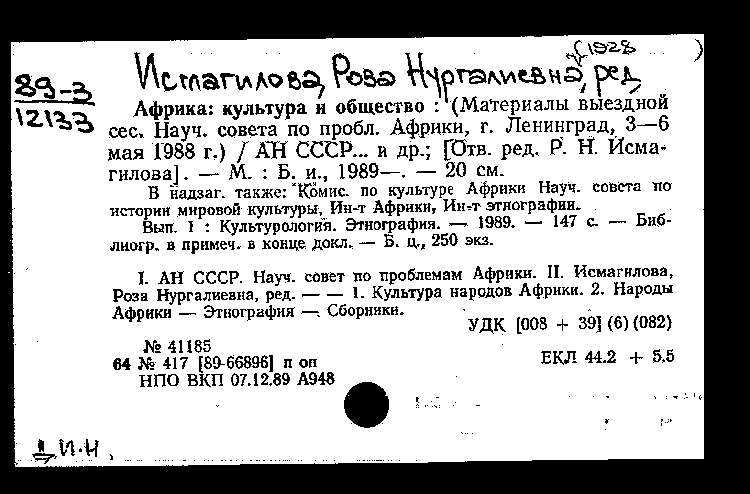 (1928 )
Исмагилова, Роза Нургалиевна, ред
89-3
12133
Африка: культура и общество : (Материалы выездной
сес. Науч. совета по пробл. Африки, г. Ленинград, 3—6
мая 1988 г.) / АН СССР... и др.; [Отв. ред. Р. Н. Исма-
гилова]. — М. : Б. и., 1989—. — 20 см.
В надзаг. также: Комис. по культуре Африки Науч. совета по
истории мировой культуры, Ин-т Африки, Ин-т этнографии.
Вып. 1 : Культурология. Этнография. — 1989. — 147 с. — Биб-
лиогр. в примеч. в конце докл. — Б. ц., 250 экз.
I. АН СССР. Науч. совет по проблемам Африки. II. Исмагилова,
Роза Нургалиевна, ред. — — 1. Культура народов Африки. 2. Народы
Африки — Этнография — Сборники.
УДК [008 + 39] (6) (082)
№ 41185
64 № 417 [89-66896] п оп
ЕКЛ 44.2 + 5.5
НПО ВКП 07.12.89 А948
И.Н